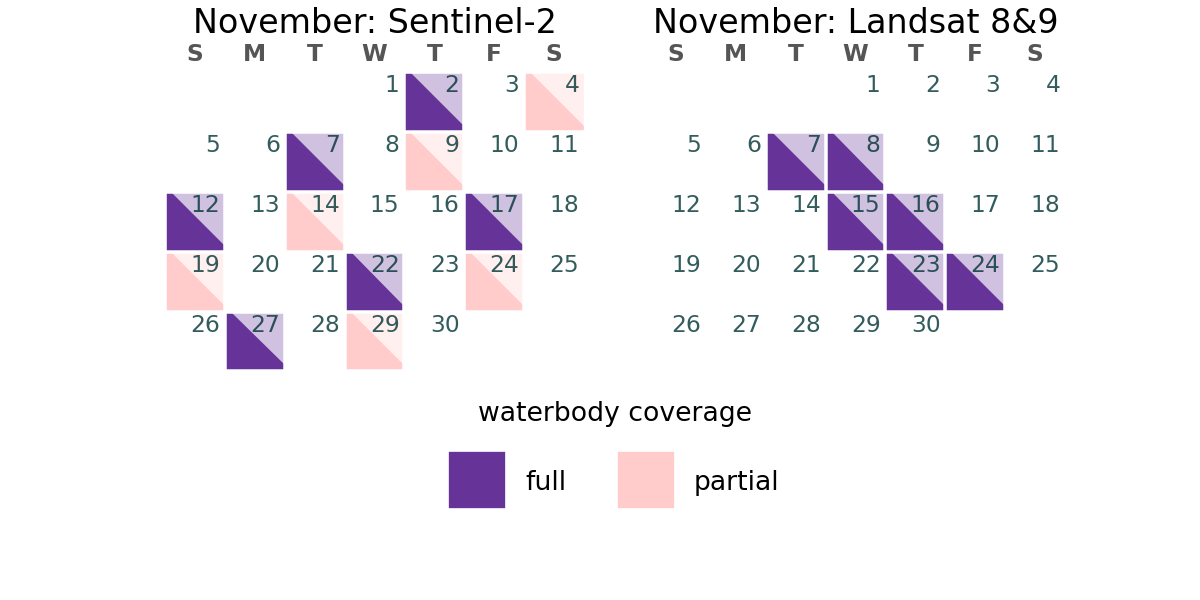 November: Sentinel-2
S M T W T F S
1 2 3 4
5 6 7 8 9 10 11
12 13 14 15 16 17 18
19 20 21 22 23 24 25
26 27 28 29 30
November: Landsat 8&9
S M T W T F S
1 2 3 4
5 6 7 8 9 10 11
12 13 14 15 16 17 18
19 20 21 22 23 24 25
26 27 28 29 30
waterbody coverage
full
partial